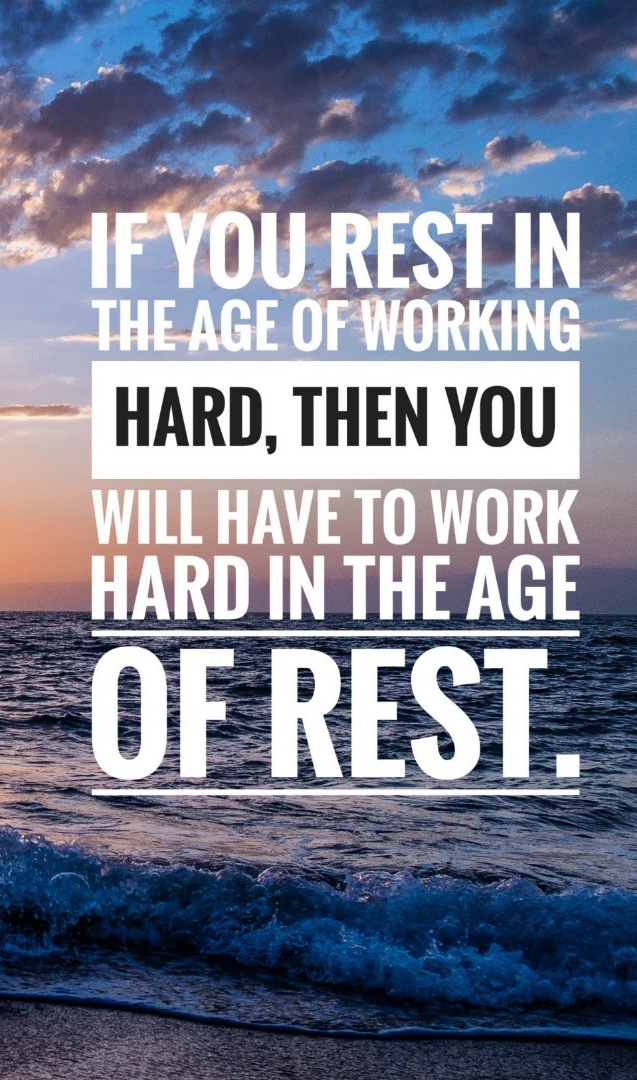 IF YOU REST IN
THE AGE OF WORKING
HARD, THEN YOU
WILL HAVE TO WORK
HARD IN THE AGE
OF REST.